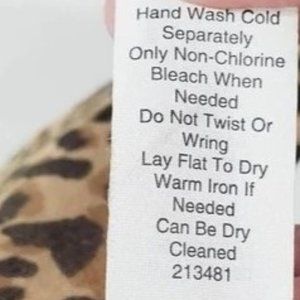 Hand Wash Cold
Separately
Only Non-Chlorine
Bleach When
Needed
Do Not Twist Or
Wring
Lay Flat To Dry
Warm Iron If
Needed
Can Be Dry
Cleaned
213481